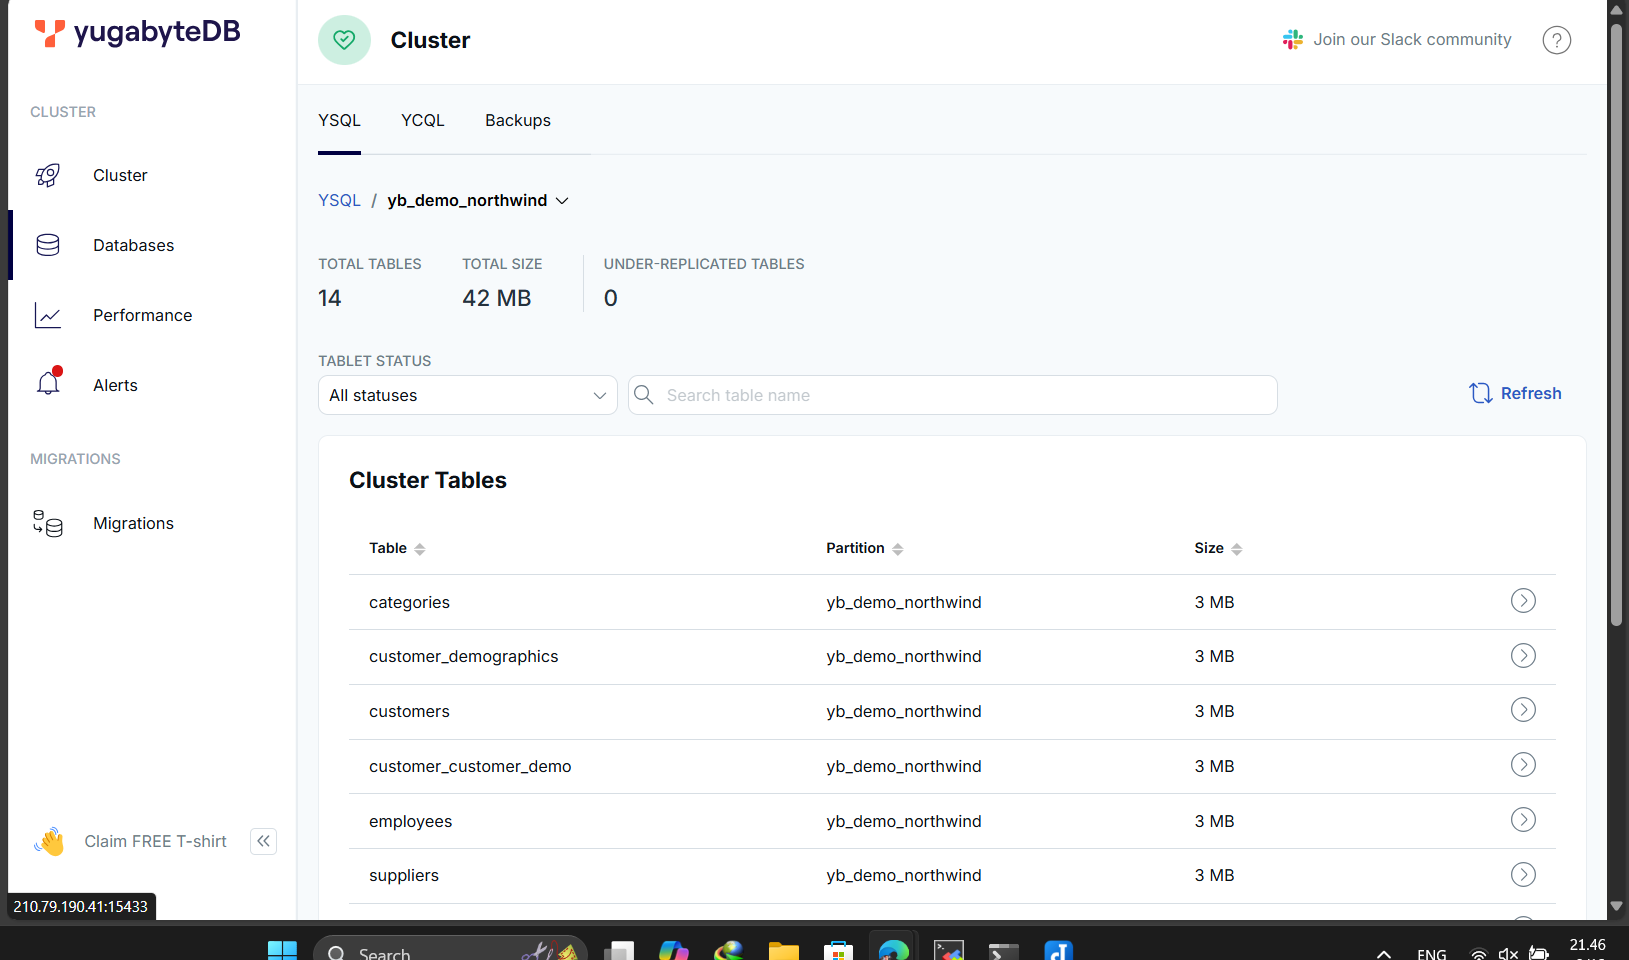 yugabyteDB
Cluster
Join our Slack community
?
CLUSTER
Cluster
Databases
Performance
Alerts
MIGRATIONS
Migrations
Claim FREE T-shirt
210.79.190.41:15433
YSQL YCQL Backups
YSQL / yb_demo_northwind
TOTAL TABLES TOTAL SIZE UNDER-REPLICATED TABLES
14 42 MB 0
TABLET STATUS
All statuses Search table name Refresh
Cluster Tables
Table Partition Size
categories yb_demo_northwind 3 MB
customer_demographics yb_demo_northwind 3 MB
customers yb_demo_northwind 3 MB
customer_customer_demo yb_demo_northwind 3 MB
employees yb_demo_northwind 3 MB
suppliers yb_demo_northwind 3 MB
Search ENG 21.46